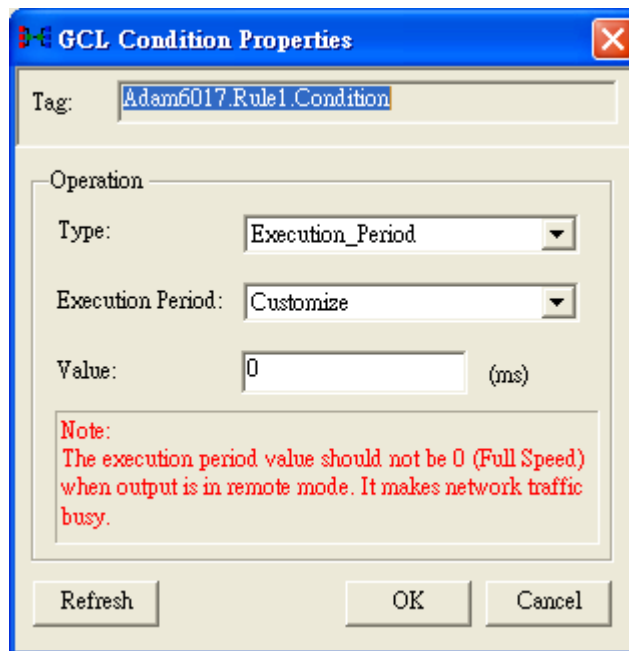 GCL Condition Properties
Tag: Adam6017.Rule1.Condition
Operation
Type: Execution_Period
Execution Period: Customize
Value: 0 (ms)
Note:
The execution period value should not be 0 (Full Speed)
when output is in remote mode. It makes network traffic
busy.
Refresh OK Cancel